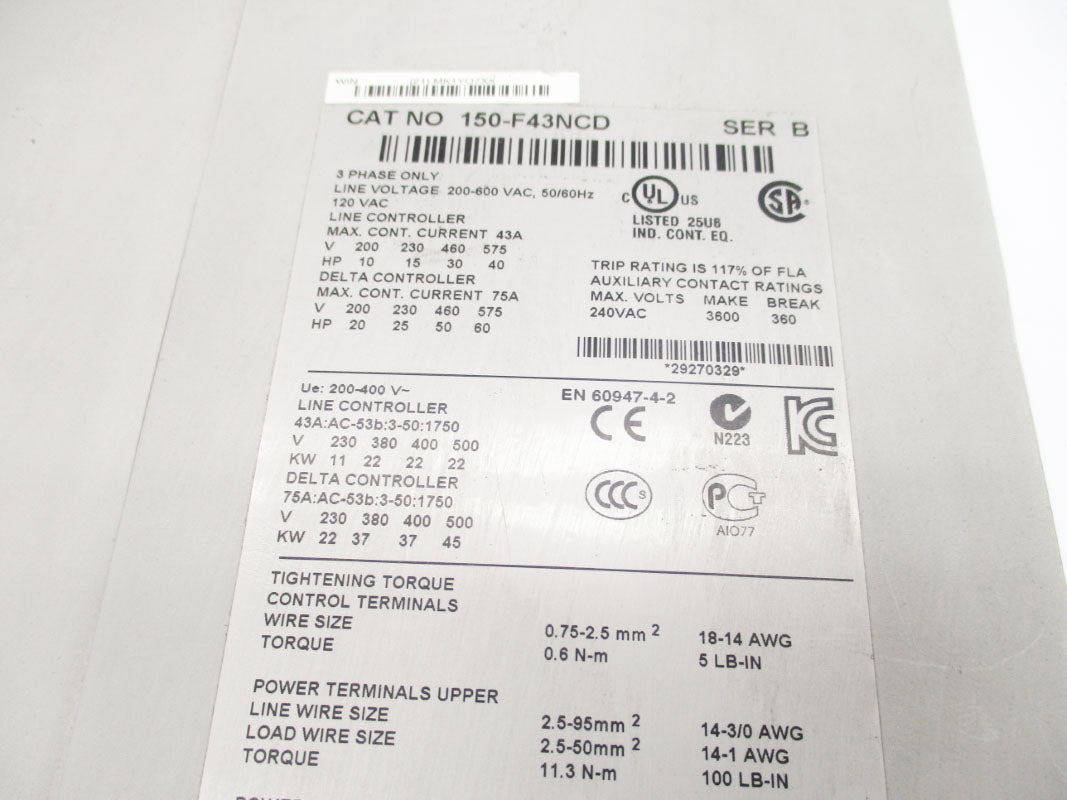 WIN
CAT NO 150-F43NCD SER B
3 PHASE ONLY
LINE VOLTAGE 200-600 VAC, 50/60Hz
120 VAC
LINE CONTROLLER
MAX. CONT. CURRENT 43A
V 200 230 460 575
HP 10 15 30 40
DELTA CONTROLLER
MAX. CONT. CURRENT 75A
V 200 230 460 575
HP 20 25 50 60
C UL US
LISTED 25U6
IND. CONT. EQ.
SA
TRIP RATING IS 117% OF FLA
AUXILIARY CONTACT RATINGS
MAX. VOLTS MAKE BREAK
240VAC 3600 360
*29270329*
Ue: 200-400 V~
LINE CONTROLLER
43A:AC-53b:3-50:1750
V 230 380 400 500
KW 11 22 22 22
DELTA CONTROLLER
75A:AC-53b:3-50:1750
V 230 380 400 500
KW 22 37 37 45
EN 60947-4-2
CE
N223
KC
CCC S
PCT
АЮ77
TIGHTENING TORQUE
CONTROL TERMINALS
WIRE SIZE 0.75-2.5 mm 2 18-14 AWG
TORQUE 0.6 N-m 5 LB-IN
POWER TERMINALS UPPER
LINE WIRE SIZE 2.5-95mm 2 14-3/0 AWG
LOAD WIRE SIZE 2.5-50mm 2 14-1 AWG
TORQUE 11.3 N-m 100 LB-IN